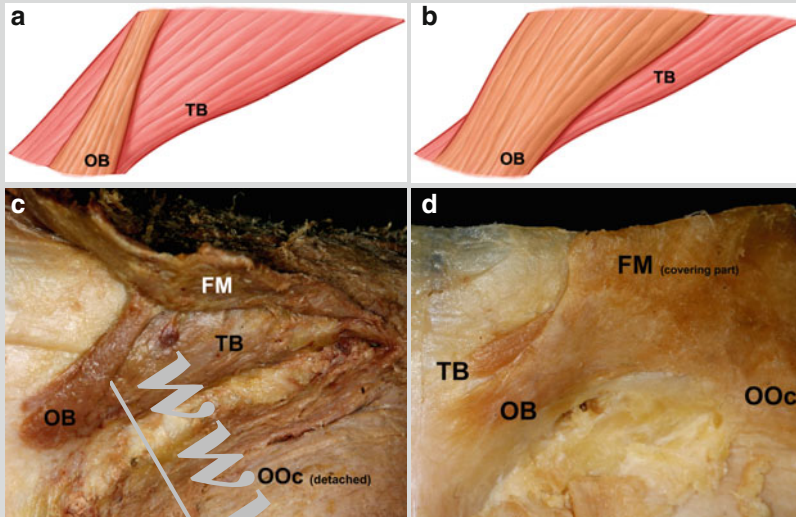 a
OB
TB
b
OB
TB
c
FM
TB
OB
OOc (detached)
d
FM (covering part)
TB
OB
OOc